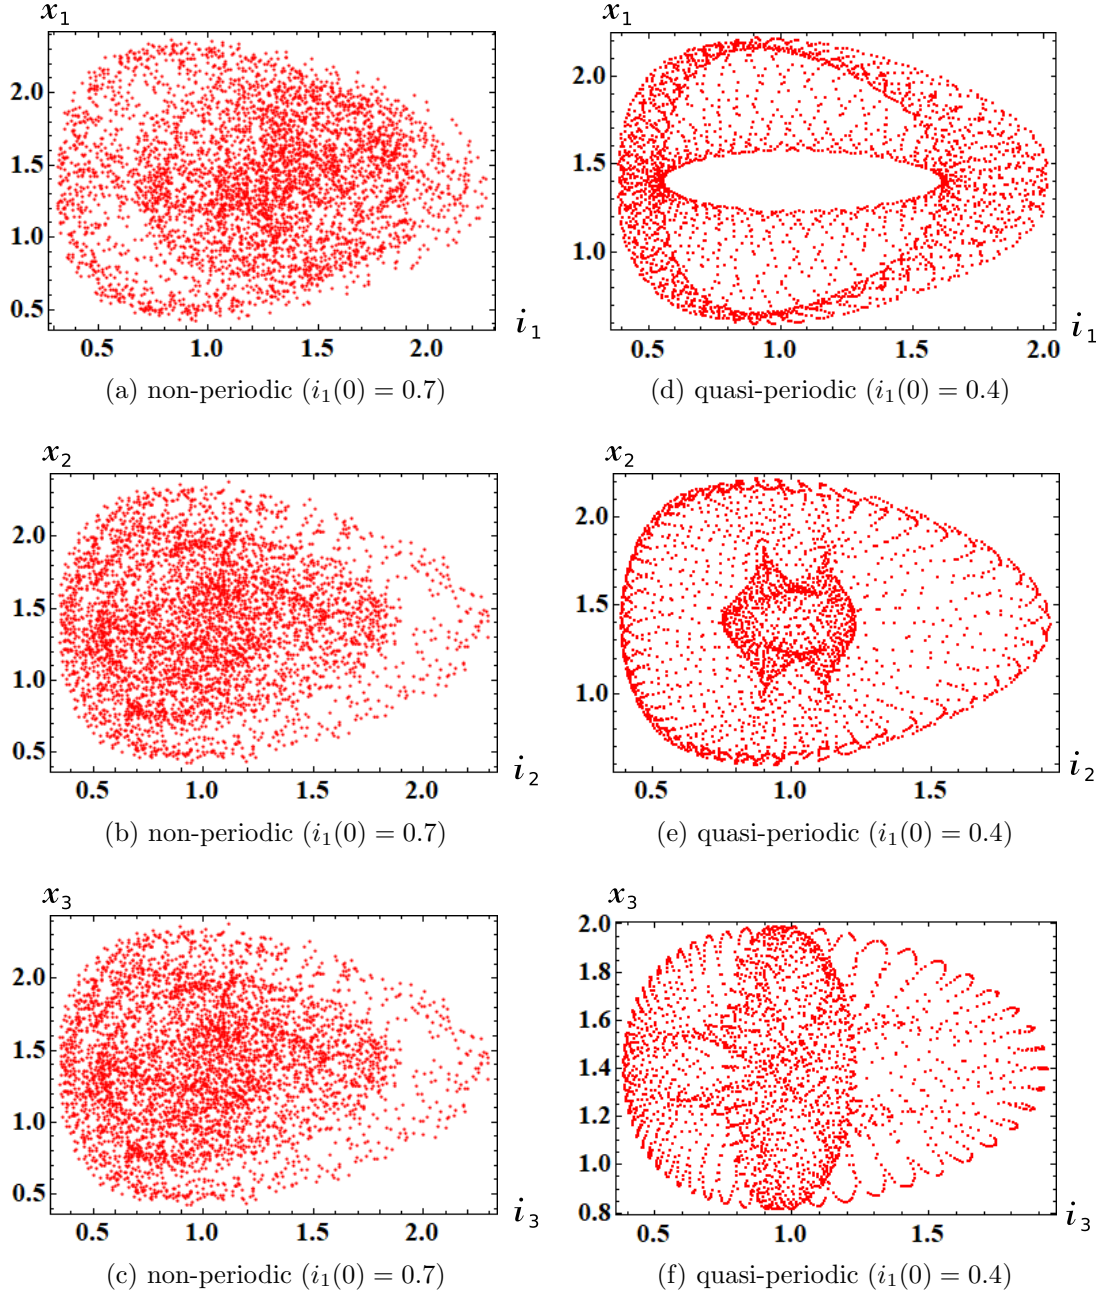 x₁
2.0
1.5
1.0
0.5
0.5 1.0 1.5 2.0
i₁
(a) non-periodic (i₁(0) = 0.7)
x₁
2.0
1.5
1.0
0.5 1.0 1.5 2.0
i₁
(d) quasi-periodic (i₁(0) = 0.4)
x₂
2.0
1.5
1.0
0.5
0.5 1.0 1.5 2.0
i₂
(b) non-periodic (i₁(0) = 0.7)
x₂
2.0
1.5
1.0
0.5 1.0 1.5
i₂
(e) quasi-periodic (i₁(0) = 0.4)
x₃
2.0
1.5
1.0
0.5
0.5 1.0 1.5 2.0
i₃
(c) non-periodic (i₁(0) = 0.7)
x₃
2.0
1.8
1.6
1.4
1.2
1.0
0.8
0.5 1.0 1.5
i₃
(f) quasi-periodic (i₁(0) = 0.4)